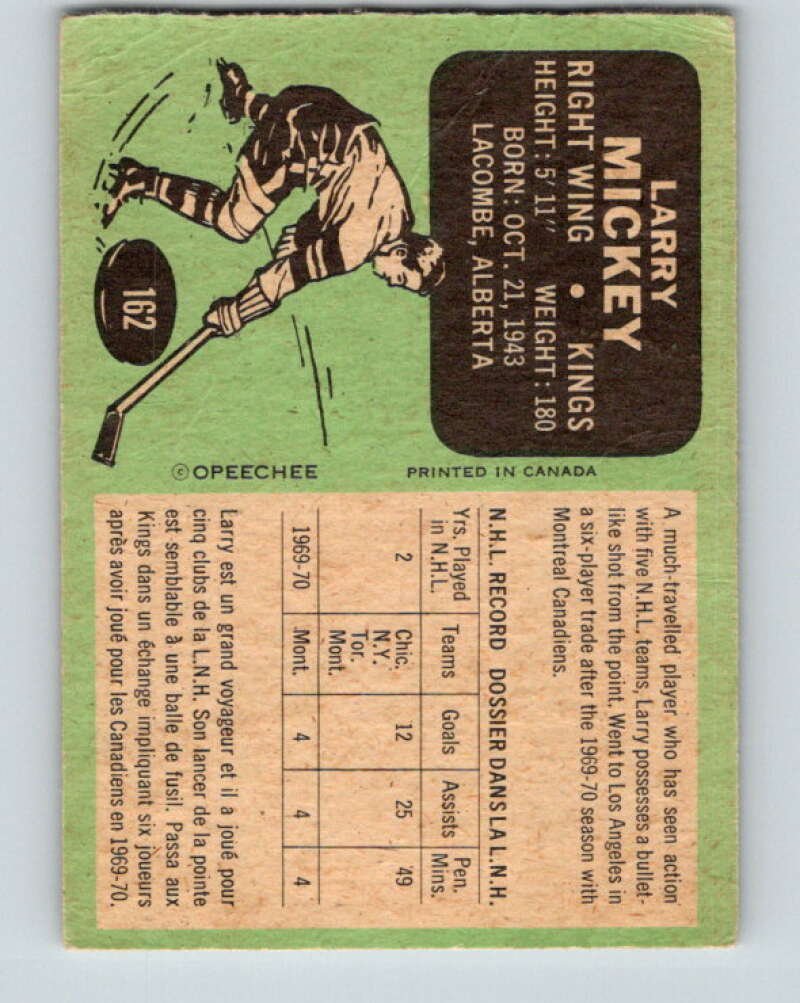 LARRY
MICKEY
RIGHT WING • KINGS
HEIGHT: 5' 11" WEIGHT: 180
BORN: OCT. 21, 1943
LACOMBE, ALBERTA
162
© OPEECHEE
PRINTED IN CANADA
A much-travelled player who has seen action
with five N.H.L. teams, Larry possesses a bullet-
like shot from the point. Went to Los Angeles in
a six-player trade after the 1969-70 season with
Montreal Canadiens.
N.H.L. RECORD DOSSIER DANS LA L.N.H.
Yrs. Played in N.H.L. Teams Goals Assists Pen. Mins.
2 Chic. 12 25 49
N.Y.
Tor.
Mont.
1969-70 Mont. 4 4 4
Larry est un grand voyageur et il a joué pour
cinq clubs de la L.N.H. Son lancer de la pointe
est semblable à une balle de fusil. Passa aux
Kings dans un échange impliquant six joueurs
après avoir joué pour les Canadiens en 1969-70.